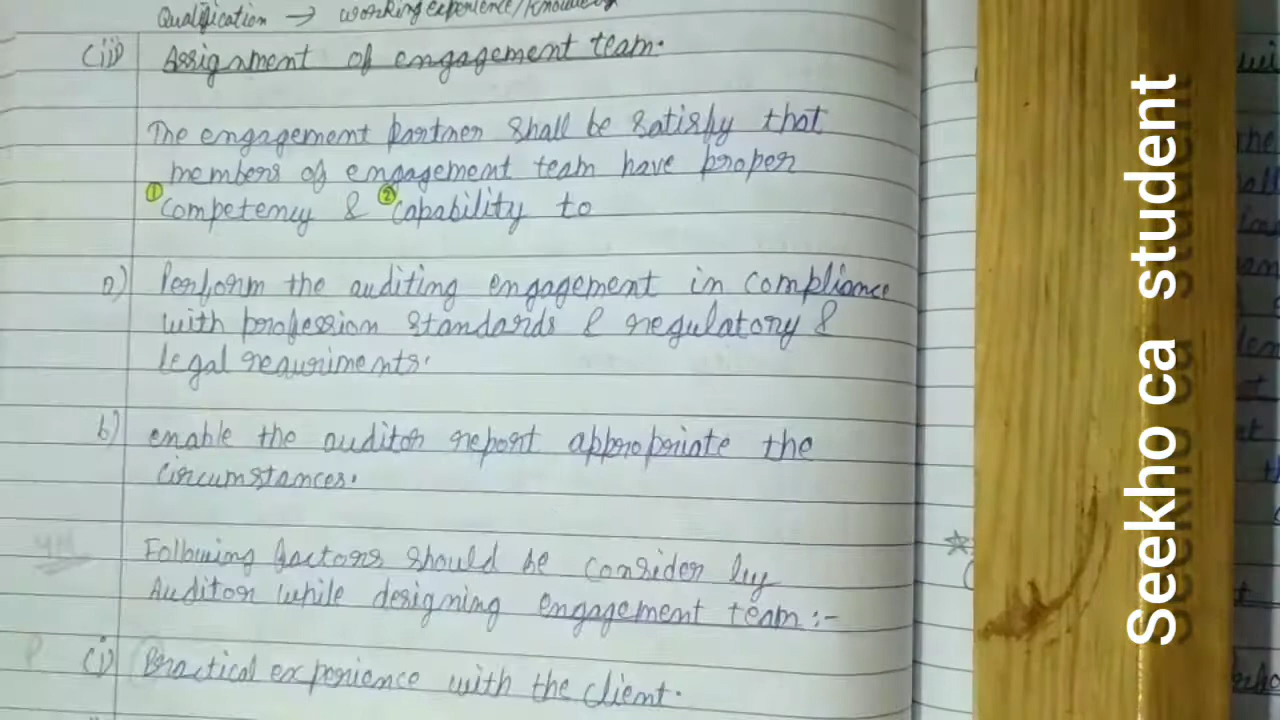 Qualification → working experience/knowledge
(iii) Assignment of engagement team.
The engagement partner shall be satisfy that
members of engagement team have proper
① competency & ② capability to
a) Perform the auditing engagement in compliance
with profession standards & regulatory &
legal reauriments.
b) enable the auditor report appropriate the
circumstances.
4M
Following factors should be consider by
Auditor while designing engagement team :-
(i) Practical experience with the client.
Seekho ca student